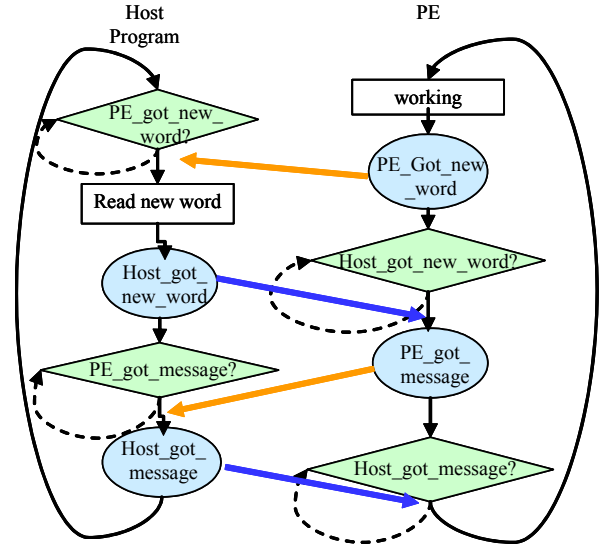 Host
Program
PE_got_new_
word?
Read new word
Host_got_
new_word
PE_got_message?
Host_got_
message
PE
working
PE_Got_new
_word
Host_got_new_word?
PE_got_
message
Host_got_message?